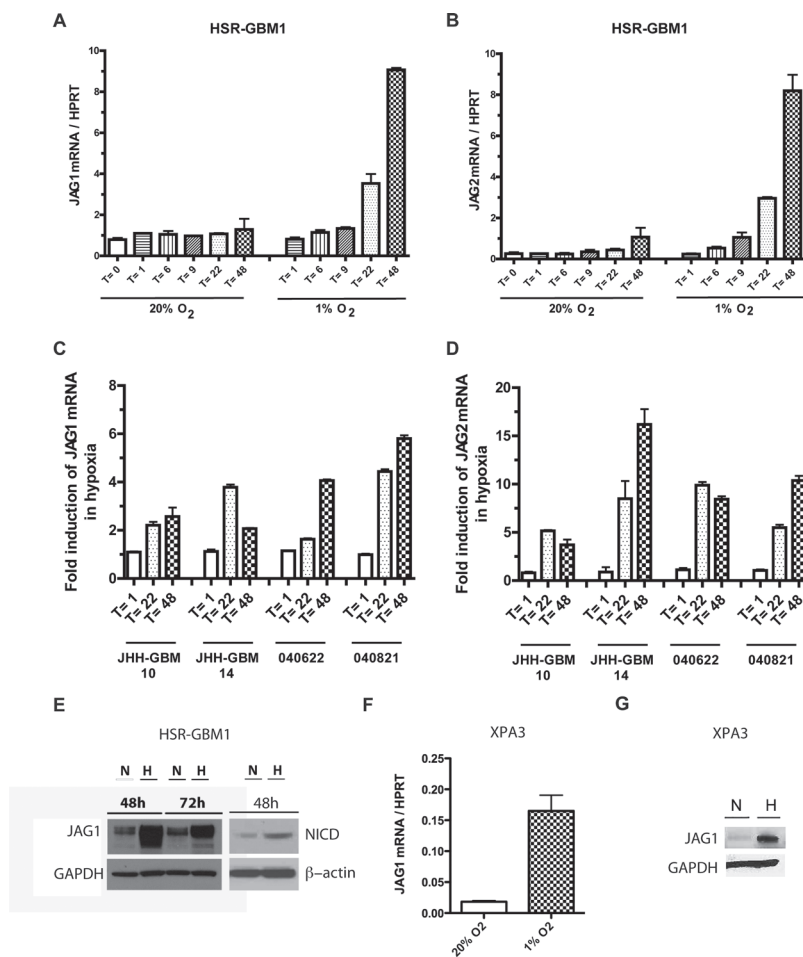 A
HSR-GBM1
JAG1 mRNA / HPRT
10
8
6
4
2
0
T= 0
T= 1
T= 6
T= 9
T= 22
T= 48
T= 1
T= 6
T= 9
T= 22
T= 48
20% O2
1% O2
B
HSR-GBM1
JAG2 mRNA / HPRT
10
8
6
4
2
0
T= 0
T= 1
T= 6
T= 9
T= 22
T= 48
T= 1
T= 6
T= 9
T= 22
T= 48
20% O2
1% O2
C
Fold induction of JAG1 mRNA
in hypoxia
8
6
4
2
0
T= 1
T= 22
T= 48
T= 1
T= 22
T= 48
T= 1
T= 22
T= 48
T= 1
T= 22
T= 48
JHH-GBM
10
JHH-GBM
14
040622
040821
D
Fold induction of JAG2 mRNA
in hypoxia
20
15
10
5
0
T= 1
T= 22
T= 48
T= 1
T= 22
T= 48
T= 1
T= 22
T= 48
T= 1
T= 22
T= 48
JHH-GBM
10
JHH-GBM
14
040622
040821
E
HSR-GBM1
N H N H N H
48h 72h 48h
JAG1
NICD
GAPDH
β–actin
F
XPA3
JAG1 mRNA / HPRT
0.25
0.20
0.15
0.10
0.05
0.00
20% O2
1% O2
G
XPA3
N H
JAG1
GAPDH